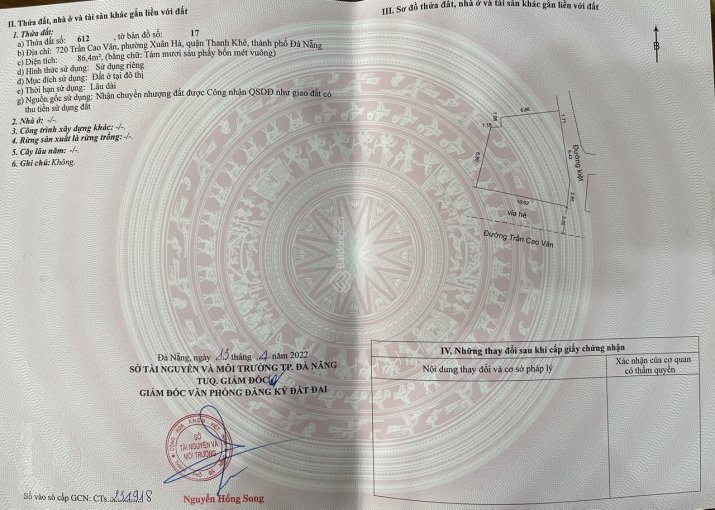 II. Thửa đất, nhà ở và tài sản khác gắn liền với đất
1. Thửa đất:
a) Thửa đất số: 612 , tờ bản đồ số: 17
b) Địa chỉ: 720 Trần Cao Vân, phường Xuân Hà, quận Thanh Khê, thành phố Đà Nẵng
c) Diện tích: 86,4m², (bằng chữ: Tám mươi sáu phẩy bốn mét vuông)
d) Hình thức sử dụng: Sử dụng riêng
đ) Mục đích sử dụng: Đất ở tại đô thị
e) Thời hạn sử dụng: Lâu dài
g) Nguồn gốc sử dụng: Nhận chuyển nhượng đất được Công nhận QSDĐ như giao đất có
thu tiền sử dụng đất
2. Nhà ở: -/-.
3. Công trình xây dựng khác: -/-.
4. Rừng sản xuất là rừng trồng: -/-.
5. Cây lâu năm: -/-.
6. Ghi chú: Không.
Đà Nẵng, ngày 13 tháng 4 năm 2022
SỞ TÀI NGUYÊN VÀ MÔI TRƯỜNG TP. ĐÀ NẴNG
TUQ. GIÁM ĐỐC
GIÁM ĐỐC VĂN PHÒNG ĐĂNG KÝ ĐẤT ĐAI
SỞ
TÀI NGUYÊN VÀ
MÔI TRƯỜNG
Nguyễn Hồng Song
Số vào sổ cấp GCN: CTs 231918
III. Sơ đồ thửa đất, nhà ở và tài sản khác gắn liền với đất
B
6.80
1.71
1.16
Đường kiệt
10.62
vỉa hè
Đường Trần Cao Vân
IV. Những thay đổi sau khi cấp giấy chứng nhận
Nội dung thay đổi và cơ sở pháp lý
Xác nhận của cơ quan
có thẩm quyền